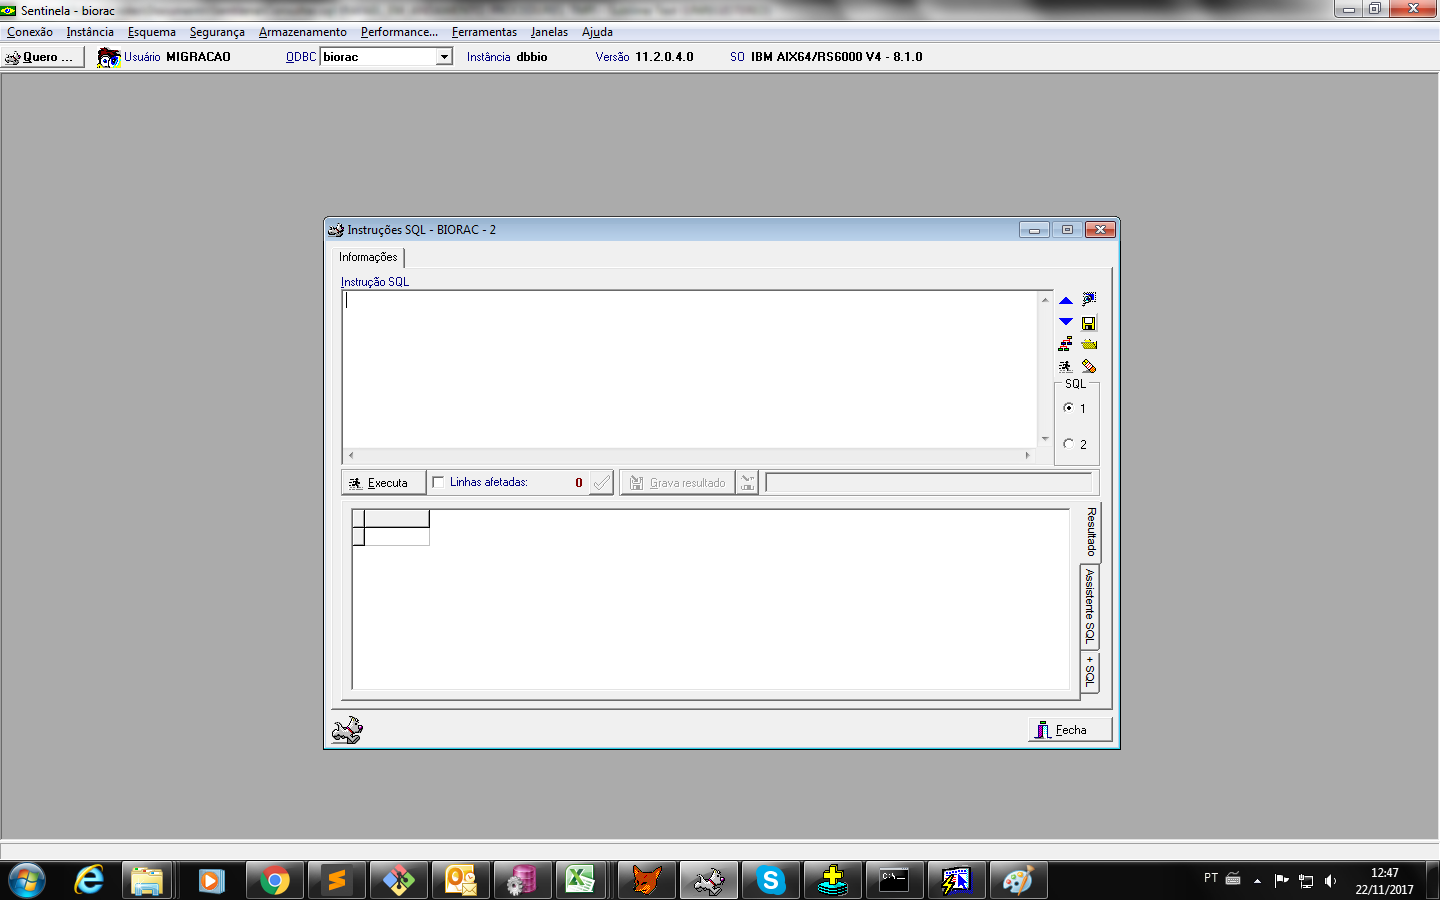 Sentinela - biorac
Conexão Instância Esquema Segurança Armazenamento Performance... Ferramentas Janelas Ajuda
Quero ... Usuário MIGRACAO ODBC biorac Instância dbbio Versão 11.2.0.4.0 SO IBM AIX64/RS6000 V4 - 8.1.0
Instruções SQL - BIORAC - 2
Informações
Instrução SQL
SQL
1
2
Executa Linhas afetadas: 0 Grava resultado
Resultado
Assistente SQL
+ SQL
Fecha
PT 12:47
22/11/2017